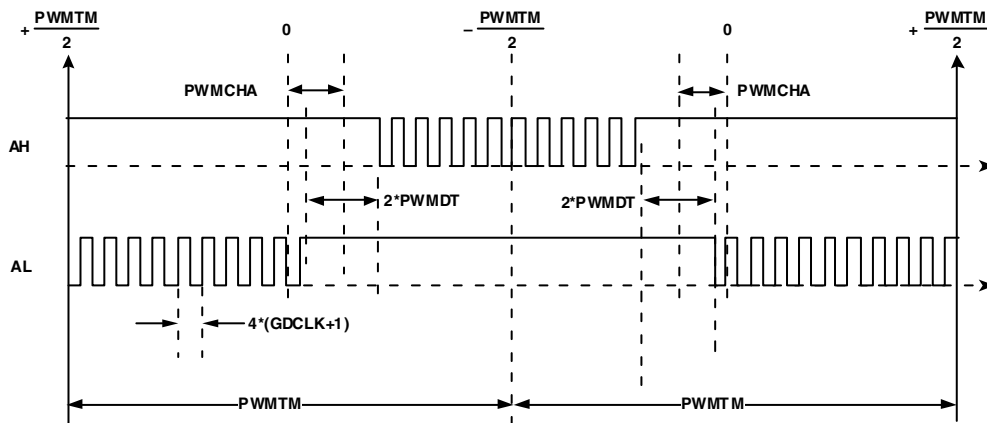 + PWMTM/2 0 − PWMTM/2 0 + PWMTM/2
PWMCHA PWMCHA
AH
2*PWMDT 2*PWMDT
AL
4*(GDCLK+1)
PWMTM PWMTM